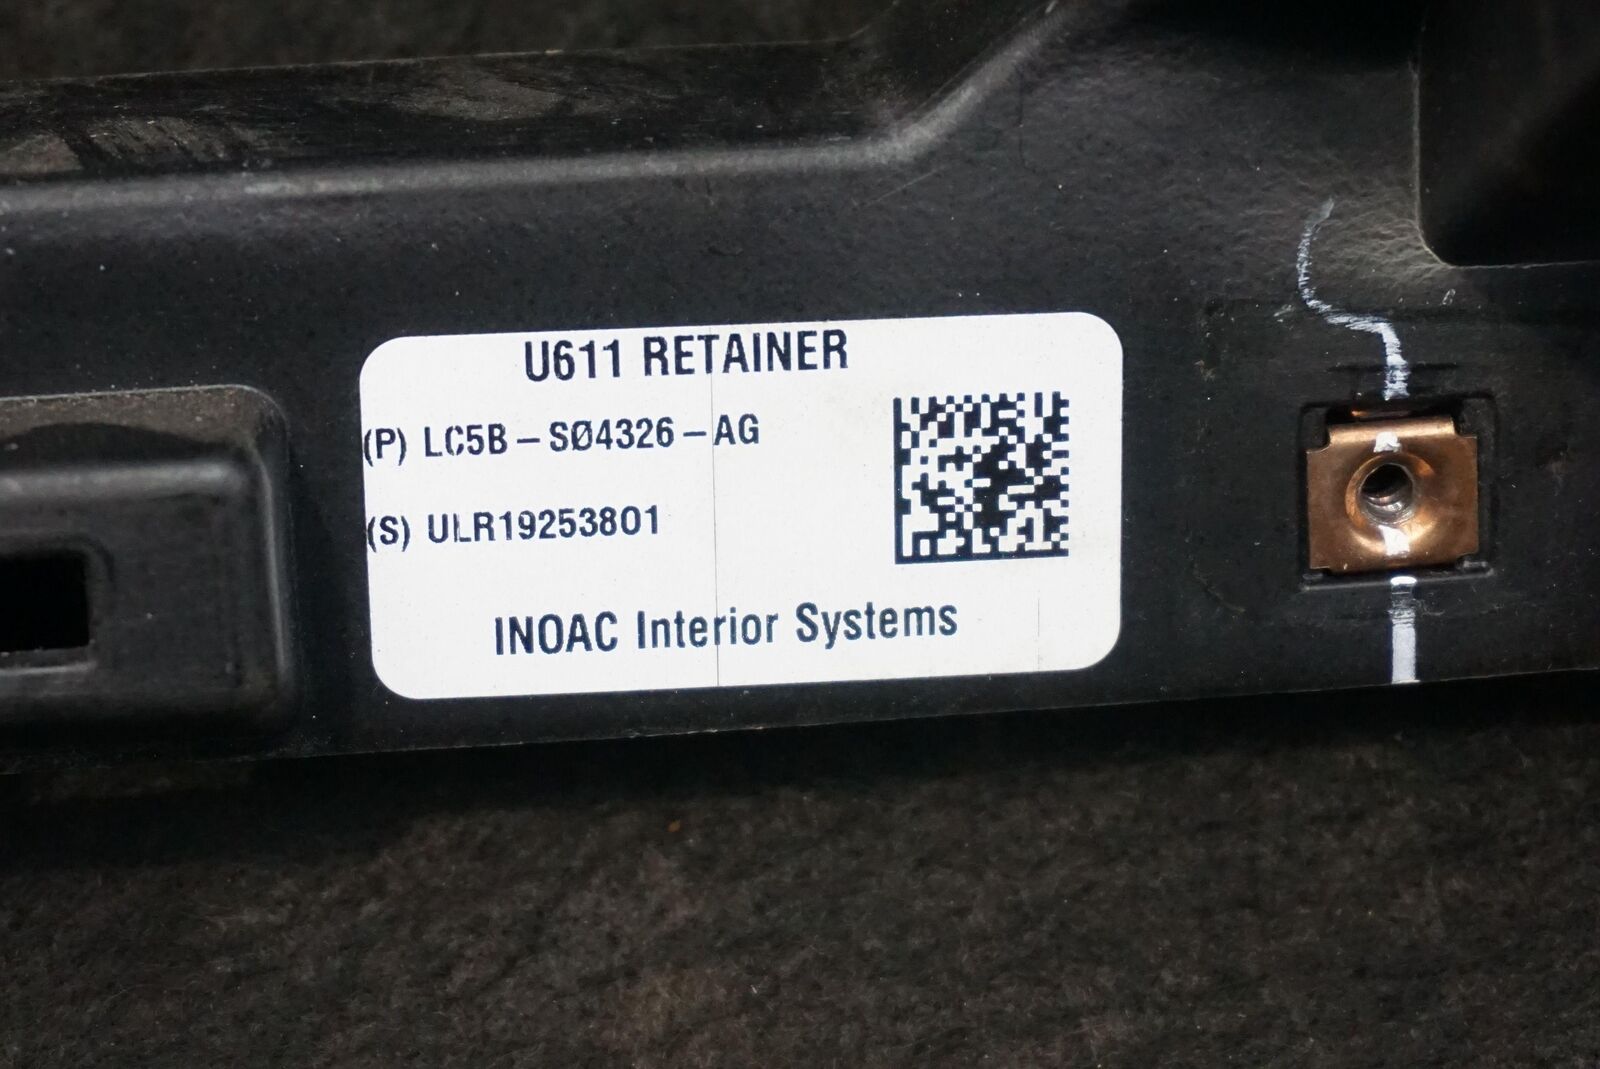 U611 RETAINER
(P) LC5B-SØ4326-AG
(S) ULR19253801
INOAC Interior Systems